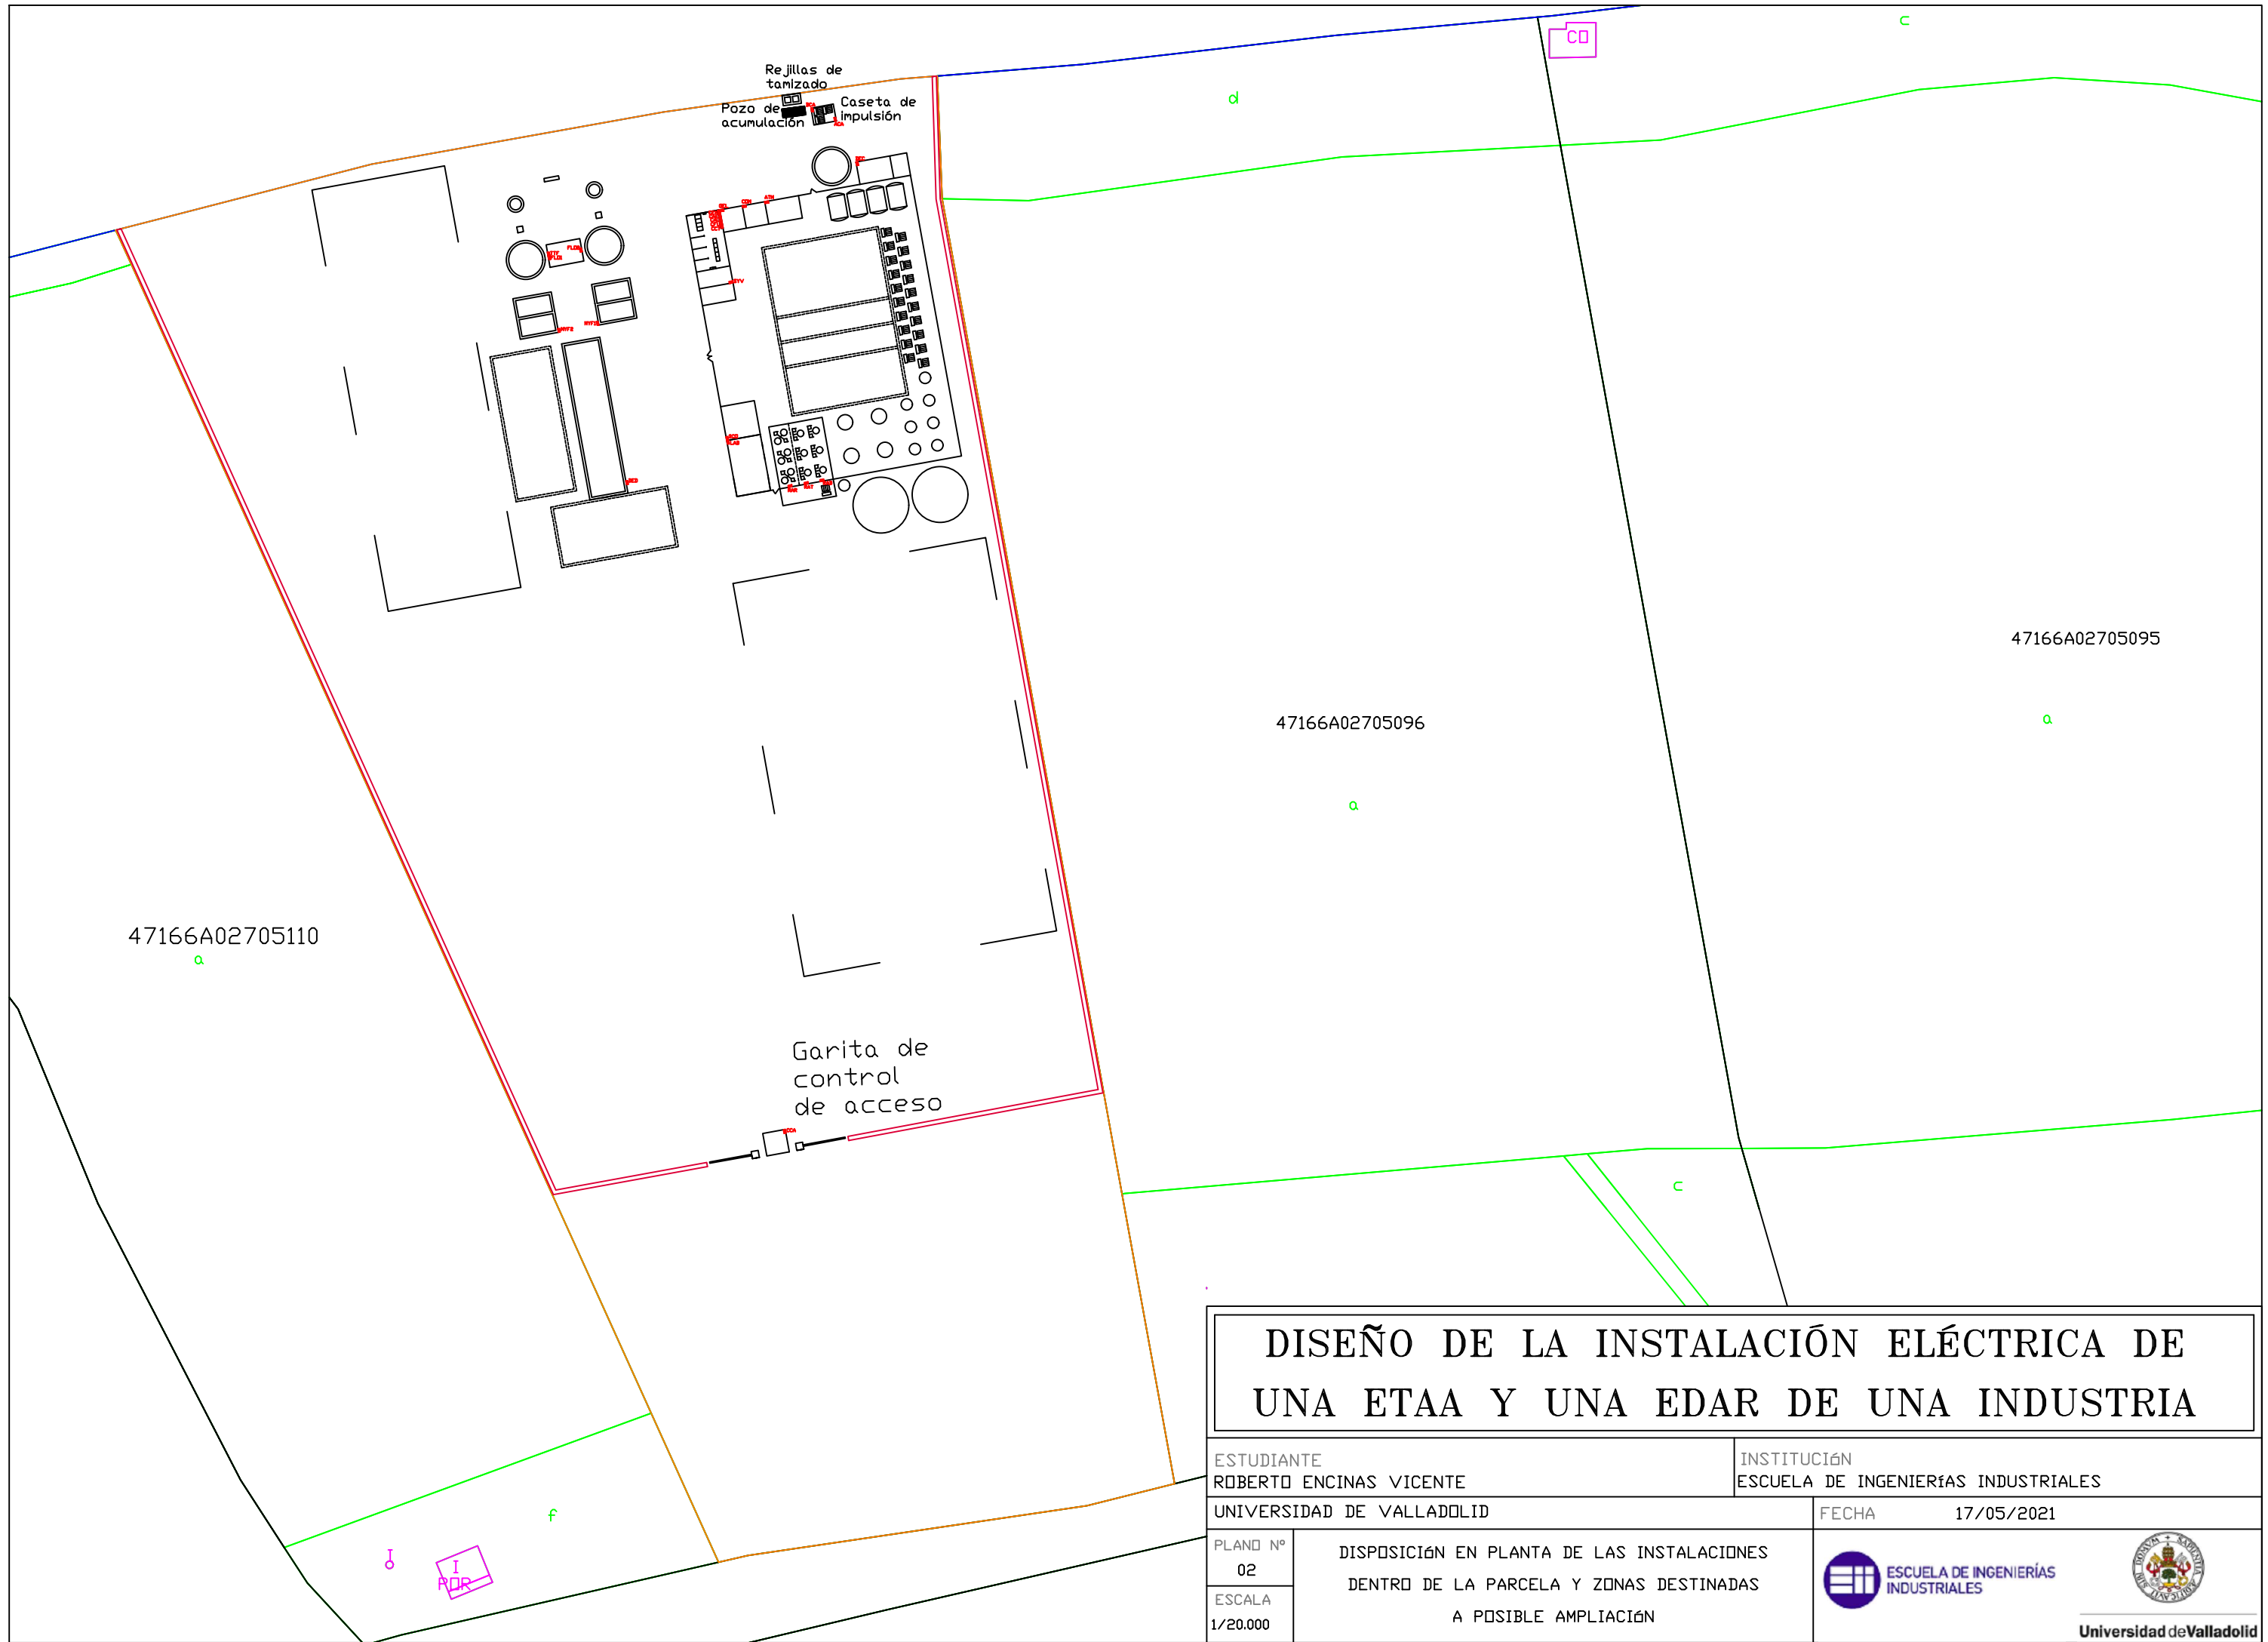 CO
c
Rejillas de
tamizado
d
Pozo de
acumulación
Caseta de
impulsión
47166A02705095
a
47166A02705096
a
47166A02705110
a
Garita de
control
de acceso
CCA
c
f
I
POR
DISEÑO DE LA INSTALACIÓN ELÉCTRICA DE
UNA ETAA Y UNA EDAR DE UNA INDUSTRIA
ESTUDIANTE
ROBERTO ENCINAS VICENTE
INSTITUCIóN
ESCUELA DE INGENIERíAS INDUSTRIALES
UNIVERSIDAD DE VALLADOLID
FECHA 17/05/2021
PLANO Nº
02
ESCALA
1/20.000
DISPOSICIóN EN PLANTA DE LAS INSTALACIONES
DENTRO DE LA PARCELA Y ZONAS DESTINADAS
A POSIBLE AMPLIACIóN
ESCUELA DE INGENIERÍAS
INDUSTRIALES
Universidad de Valladolid